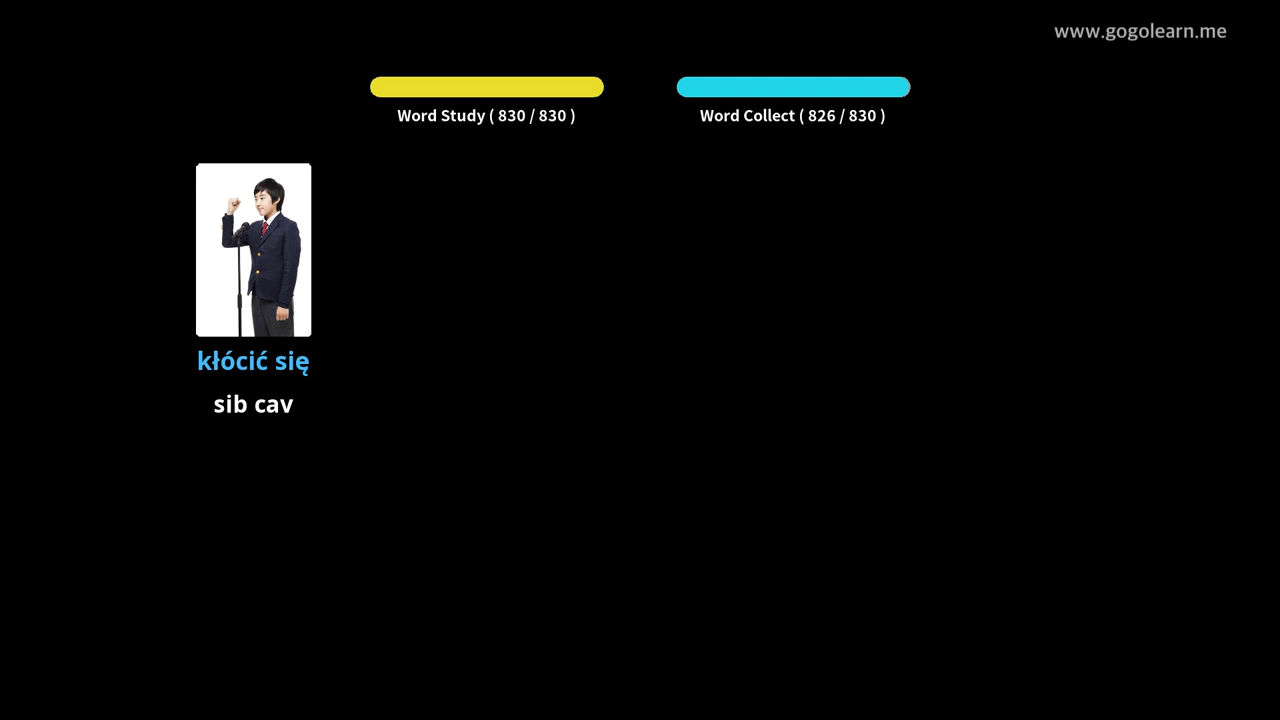 www.gogolearn.me
Word Study ( 830 / 830 )
Word Collect ( 826 / 830 )
kłócić się
sib cav